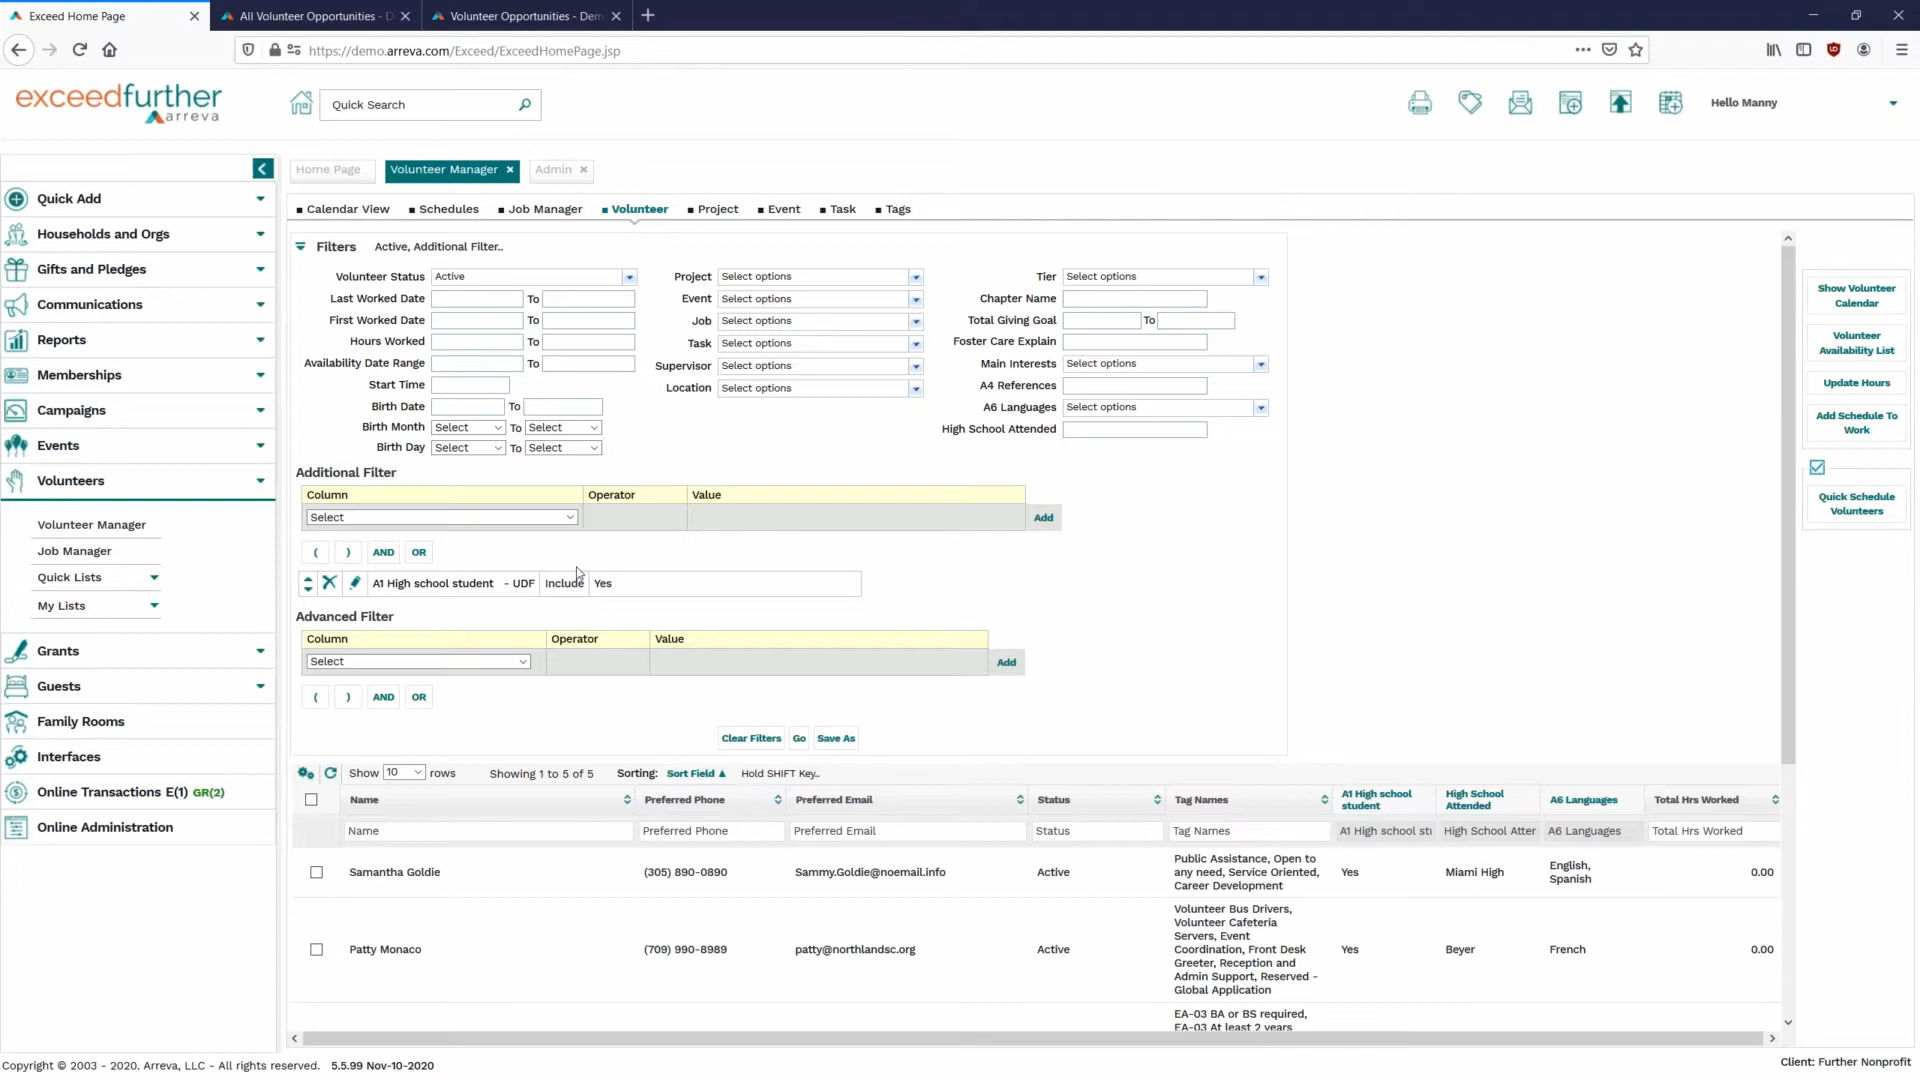 Exceed Home Page
All Volunteer Opportunities - D
Volunteer Opportunities - Dem
https://demo.arreva.com/Exceed/ExceedHomePage.jsp
exceedfurther
arreva
Quick Search
Hello Manny
Home Page
Volunteer Manager
Admin
Quick Add
Households and Orgs
Gifts and Pledges
Communications
Reports
Memberships
Campaigns
Events
Volunteers
Volunteer Manager
Job Manager
Quick Lists
My Lists
Grants
Guests
Family Rooms
Interfaces
Online Transactions E(1) GR(2)
Online Administration
Calendar View Schedules Job Manager Volunteer Project Event Task Tags
Filters Active, Additional Filter..
Volunteer Status Active Project Select options Tier Select options
Last Worked Date To Event Select options Chapter Name
First Worked Date To Job Select options Total Giving Goal To
Hours Worked To Task Select options Foster Care Explain
Availability Date Range To Supervisor Select options Main Interests Select options
Start Time Location Select options A4 References
Birth Date To A6 Languages Select options
Birth Month Select To Select High School Attended
Birth Day Select To Select
Additional Filter
Column Operator Value
Select Add
( ) AND OR
A1 High school student - UDF Include Yes
Advanced Filter
Column Operator Value
Select Add
( ) AND OR
Clear Filters Go Save As
Show 10 rows Showing 1 to 5 of 5 Sorting: Sort Field ▲ Hold SHIFT Key..
Name Preferred Phone Preferred Email Status Tag Names A1 High school student High School Attended A6 Languages Total Hrs Worked
Name Preferred Phone Preferred Email Status Tag Names A1 High school stu High School Atter A6 Languages Total Hrs Worked
Samantha Goldie (305) 890-0890 Sammy.Goldie@noemail.info Active
Public Assistance, Open to
any need, Service Oriented,
Career Development
Yes Miami High
English,
Spanish
0.00
Patty Monaco (709) 990-8989 patty@northlandsc.org Active
Volunteer Bus Drivers,
Volunteer Cafeteria
Servers, Event
Coordination, Front Desk
Greeter, Reception and
Admin Support, Reserved -
Global Application
Yes Beyer French 0.00
EA-03 BA or BS required,
EA-03 At least 2 years
Show Volunteer
Calendar
Volunteer
Availability List
Update Hours
Add Schedule To
Work
Quick Schedule
Volunteers
Copyright © 2003 - 2020. Arreva, LLC - All rights reserved. 5.5.99 Nov-10-2020
Client: Further Nonprofit